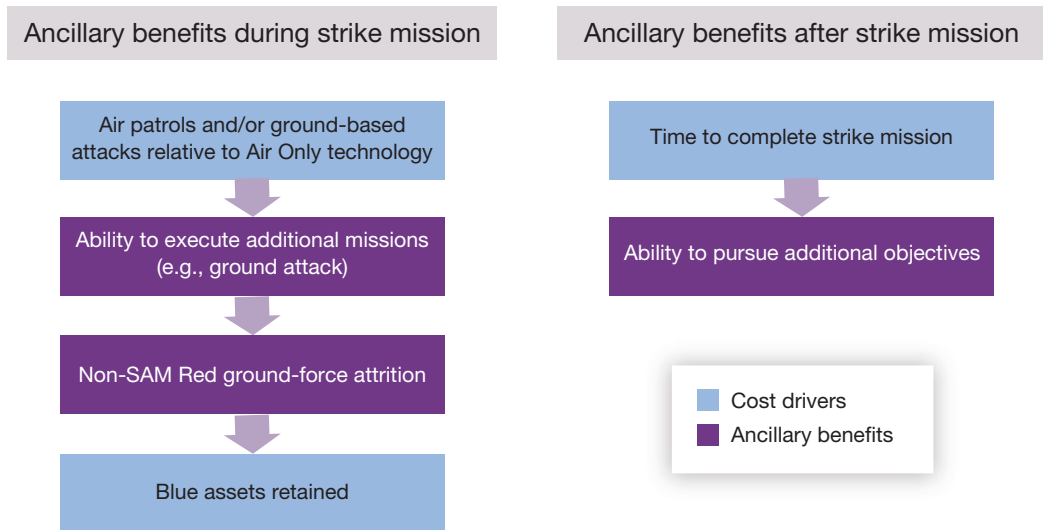 Ancillary benefits during strike mission
Air patrols and/or ground-based
attacks relative to Air Only technology
Ability to execute additional missions
(e.g., ground attack)
Non-SAM Red ground-force attrition
Blue assets retained
Ancillary benefits after strike mission
Time to complete strike mission
Ability to pursue additional objectives
Cost drivers
Ancillary benefits